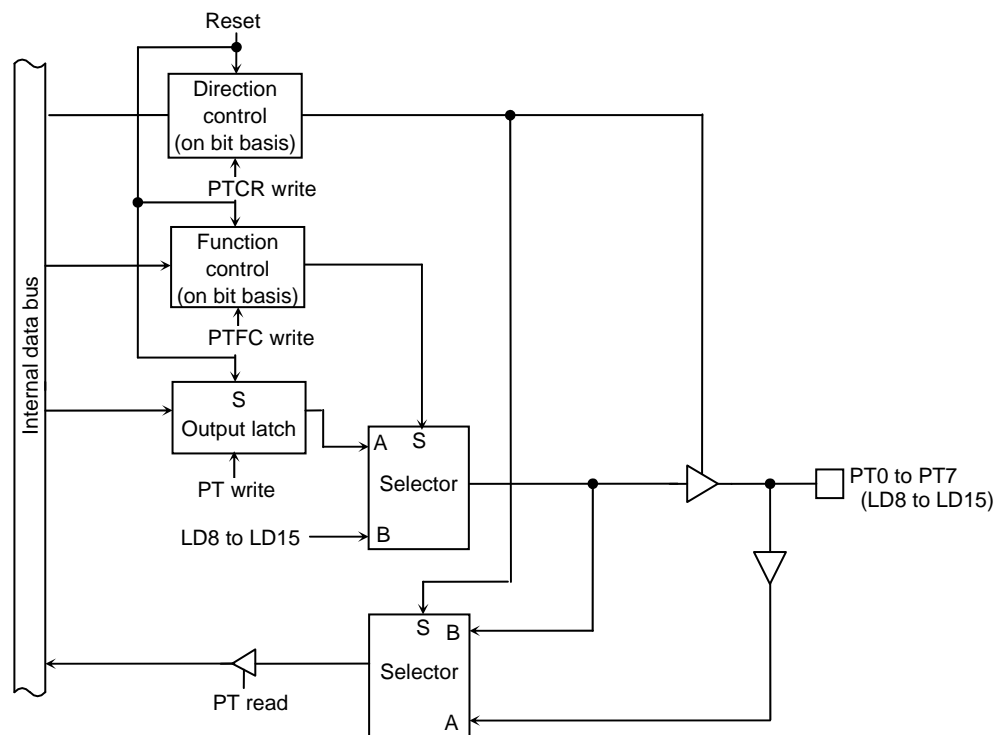 Reset
Direction
control
(on bit basis)
PTCR write
Function
control
(on bit basis)
PTFC write
Internal data bus
S
Output latch
A
S
Selector
PT write
PT0 to PT7
(LD8 to LD15)
LD8 to LD15
B
S
B
Selector
PT read
A